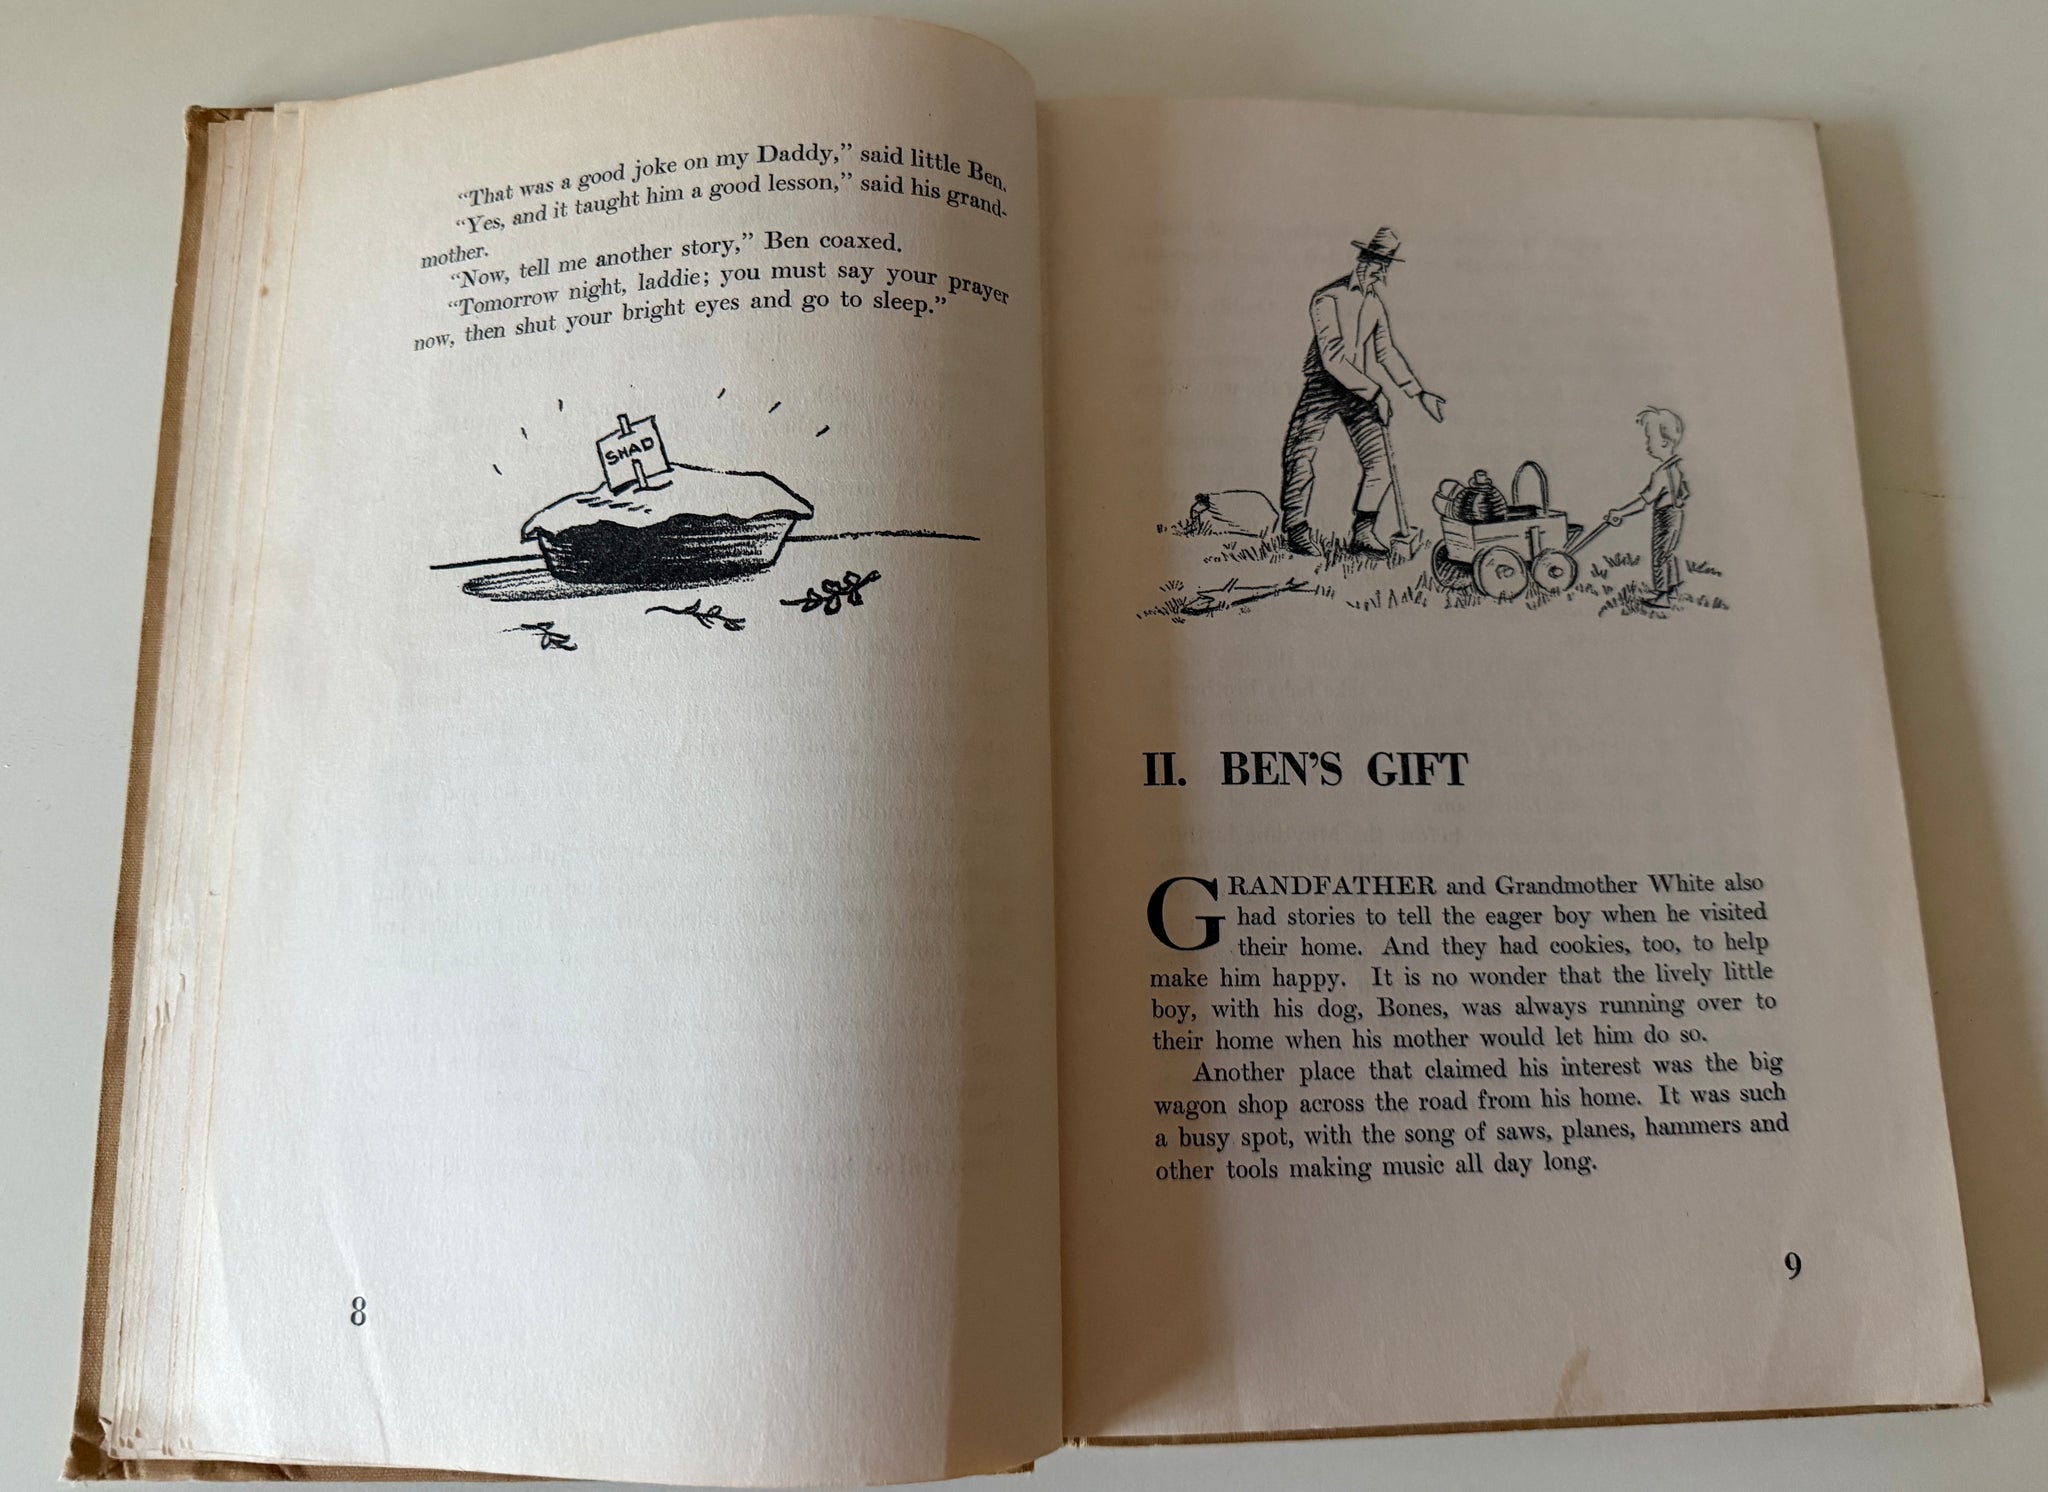 “That was a good joke on my Daddy,” said little Ben.
“Yes, and it taught him a good lesson,” said his grand-
mother.
“Now, tell me another story,” Ben coaxed.
“Tomorrow night, laddie; you must say your prayer
now, then shut your bright eyes and go to sleep.”
SHAD
8
II. BEN’S GIFT
GRANDFATHER and Grandmother White also
had stories to tell the eager boy when he visited
their home. And they had cookies, too, to help
make him happy. It is no wonder that the lively little
boy, with his dog, Bones, was always running over to
their home when his mother would let him do so.
Another place that claimed his interest was the big
wagon shop across the road from his home. It was such
a busy spot, with the song of saws, planes, hammers and
other tools making music all day long.
9